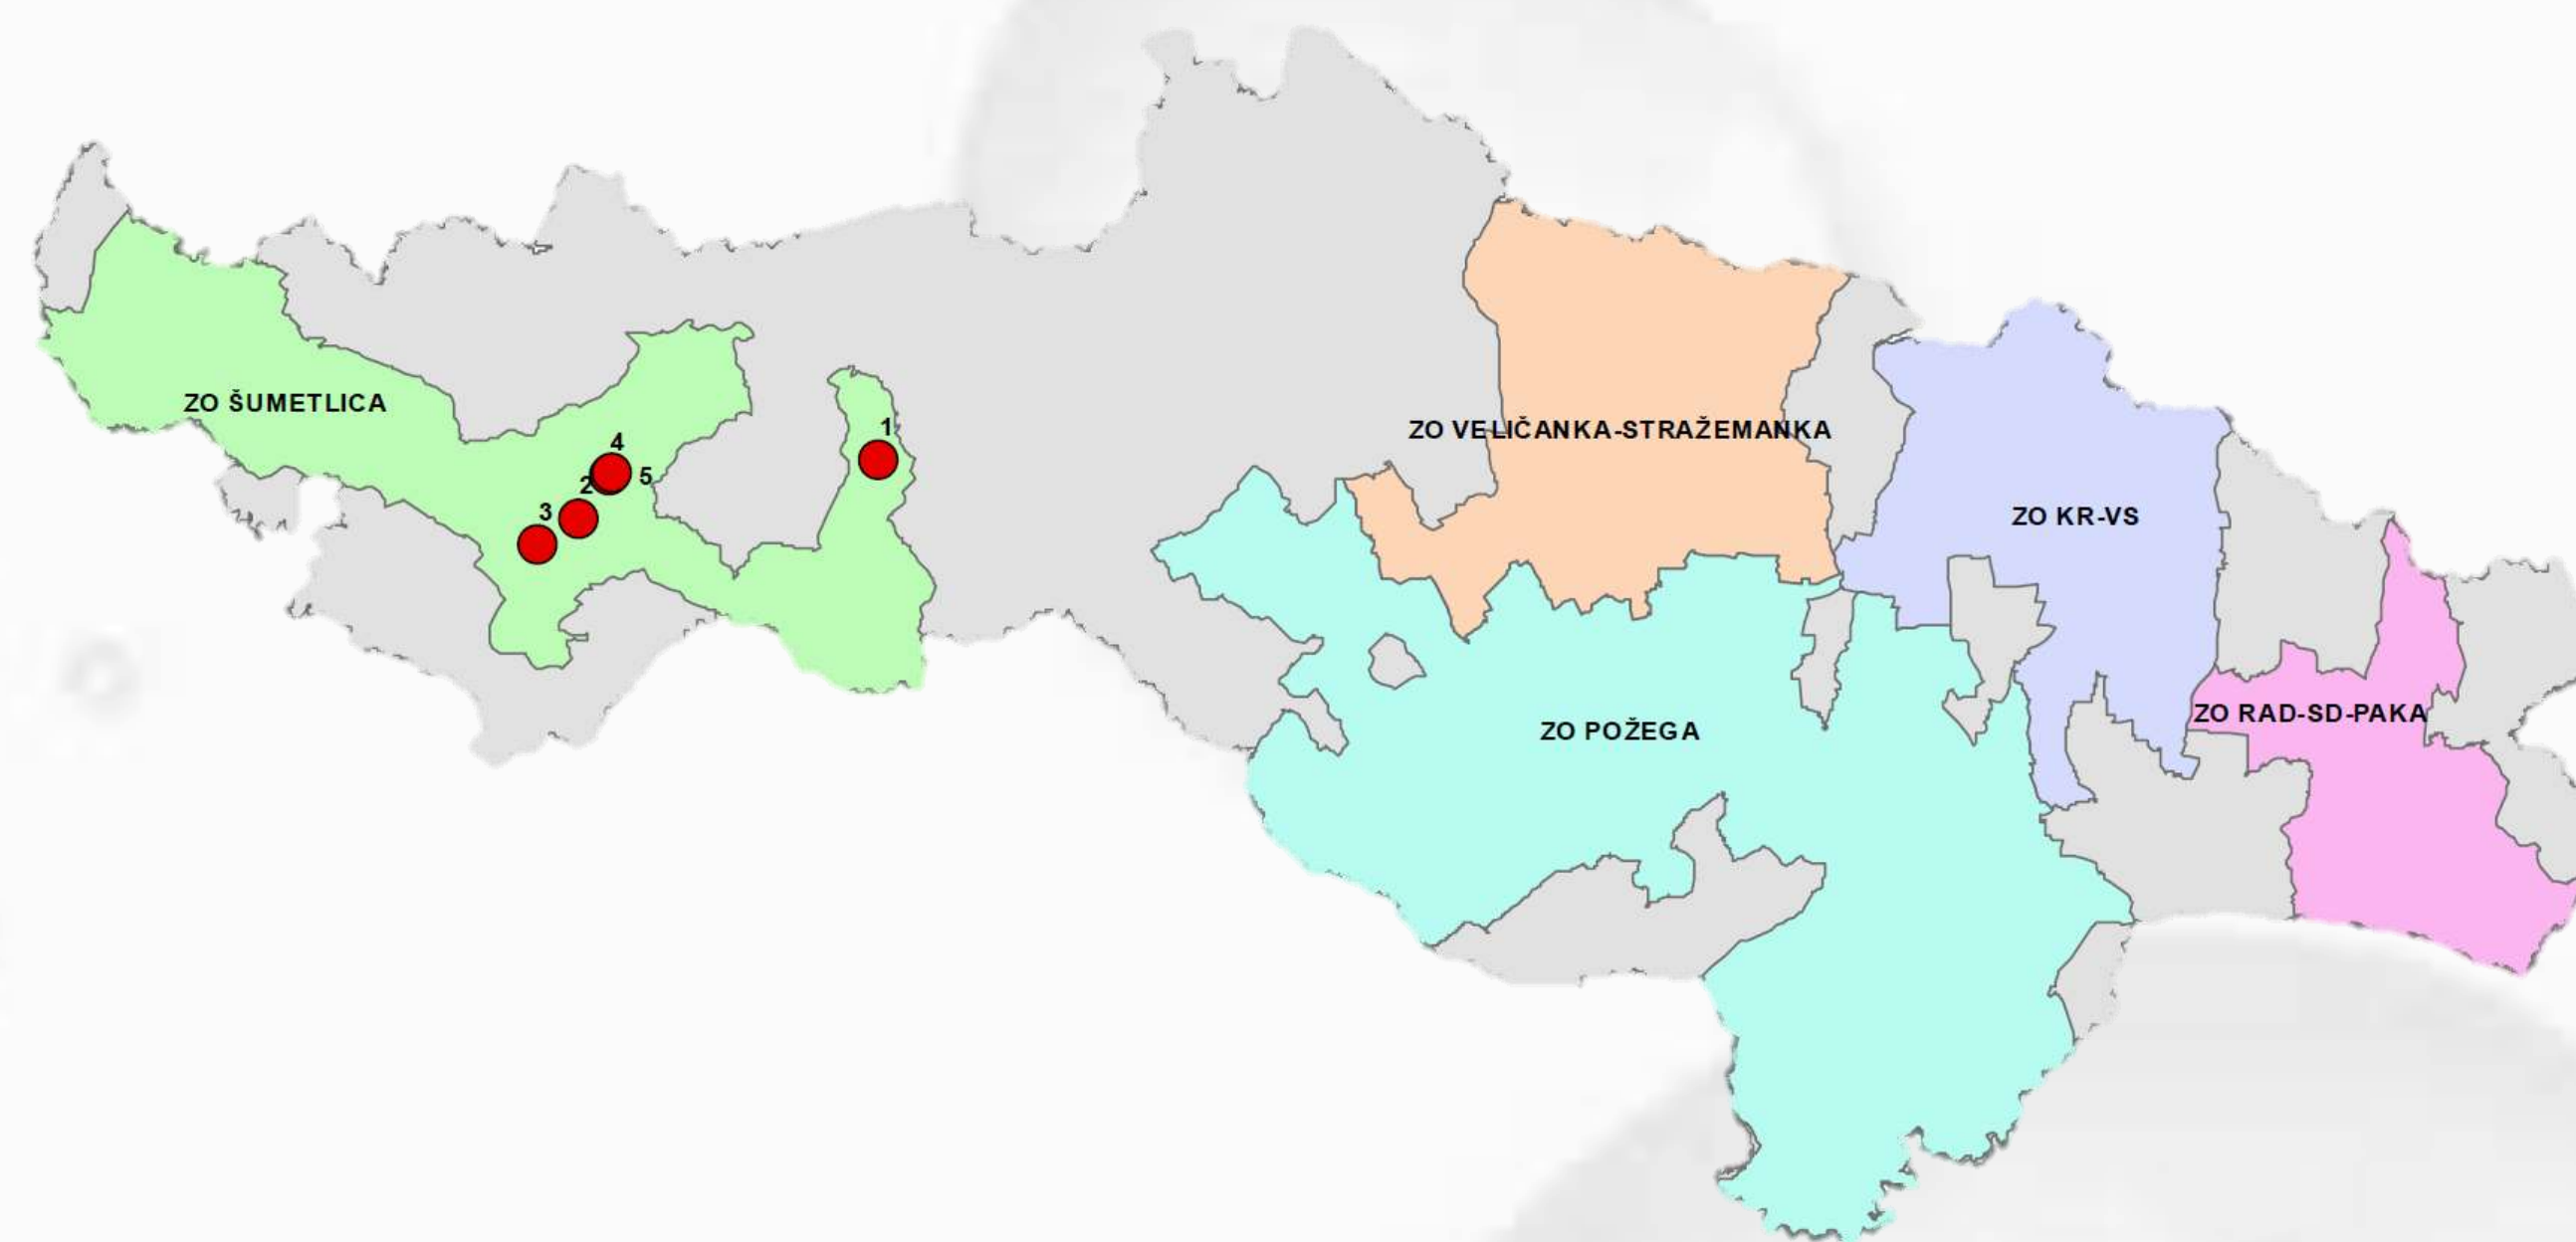 ZO ŠUMETLICA
1
4
5
2
3
ZO VELIČANKA-STRAŽEMANKA
ZO KR-VS
ZO RAD-SD-PAKA
ZO POŽEGA